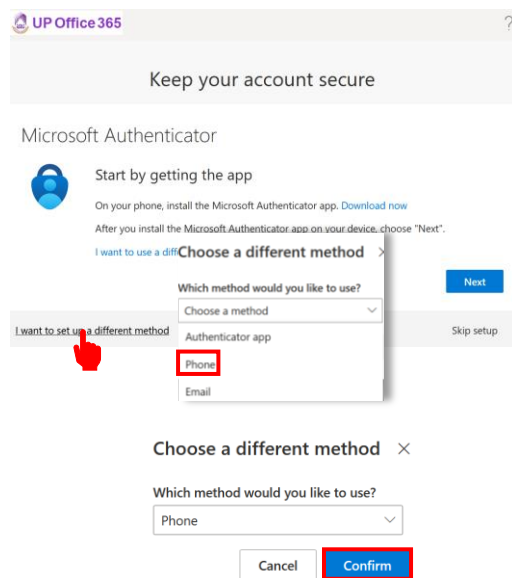 UP Office 365
?
Keep your account secure
Microsoft Authenticator
Start by getting the app
On your phone, install the Microsoft Authenticator app. Download now
After you install the Microsoft Authenticator app on your device, choose "Next".
I want to use a diff
Choose a different method
Which method would you like to use?
Choose a method
Authenticator app
Phone
Email
Next
I want to set up a different method
Skip setup
Choose a different method
Which method would you like to use?
Phone
Cancel
Confirm